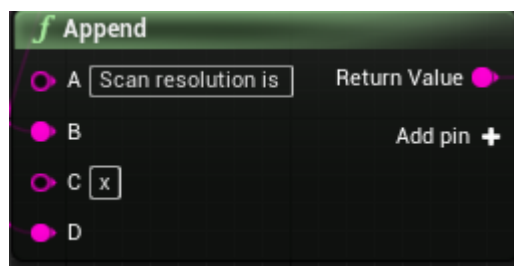 f Append
A Scan resolution is Return Value
B Add pin +
C x
D